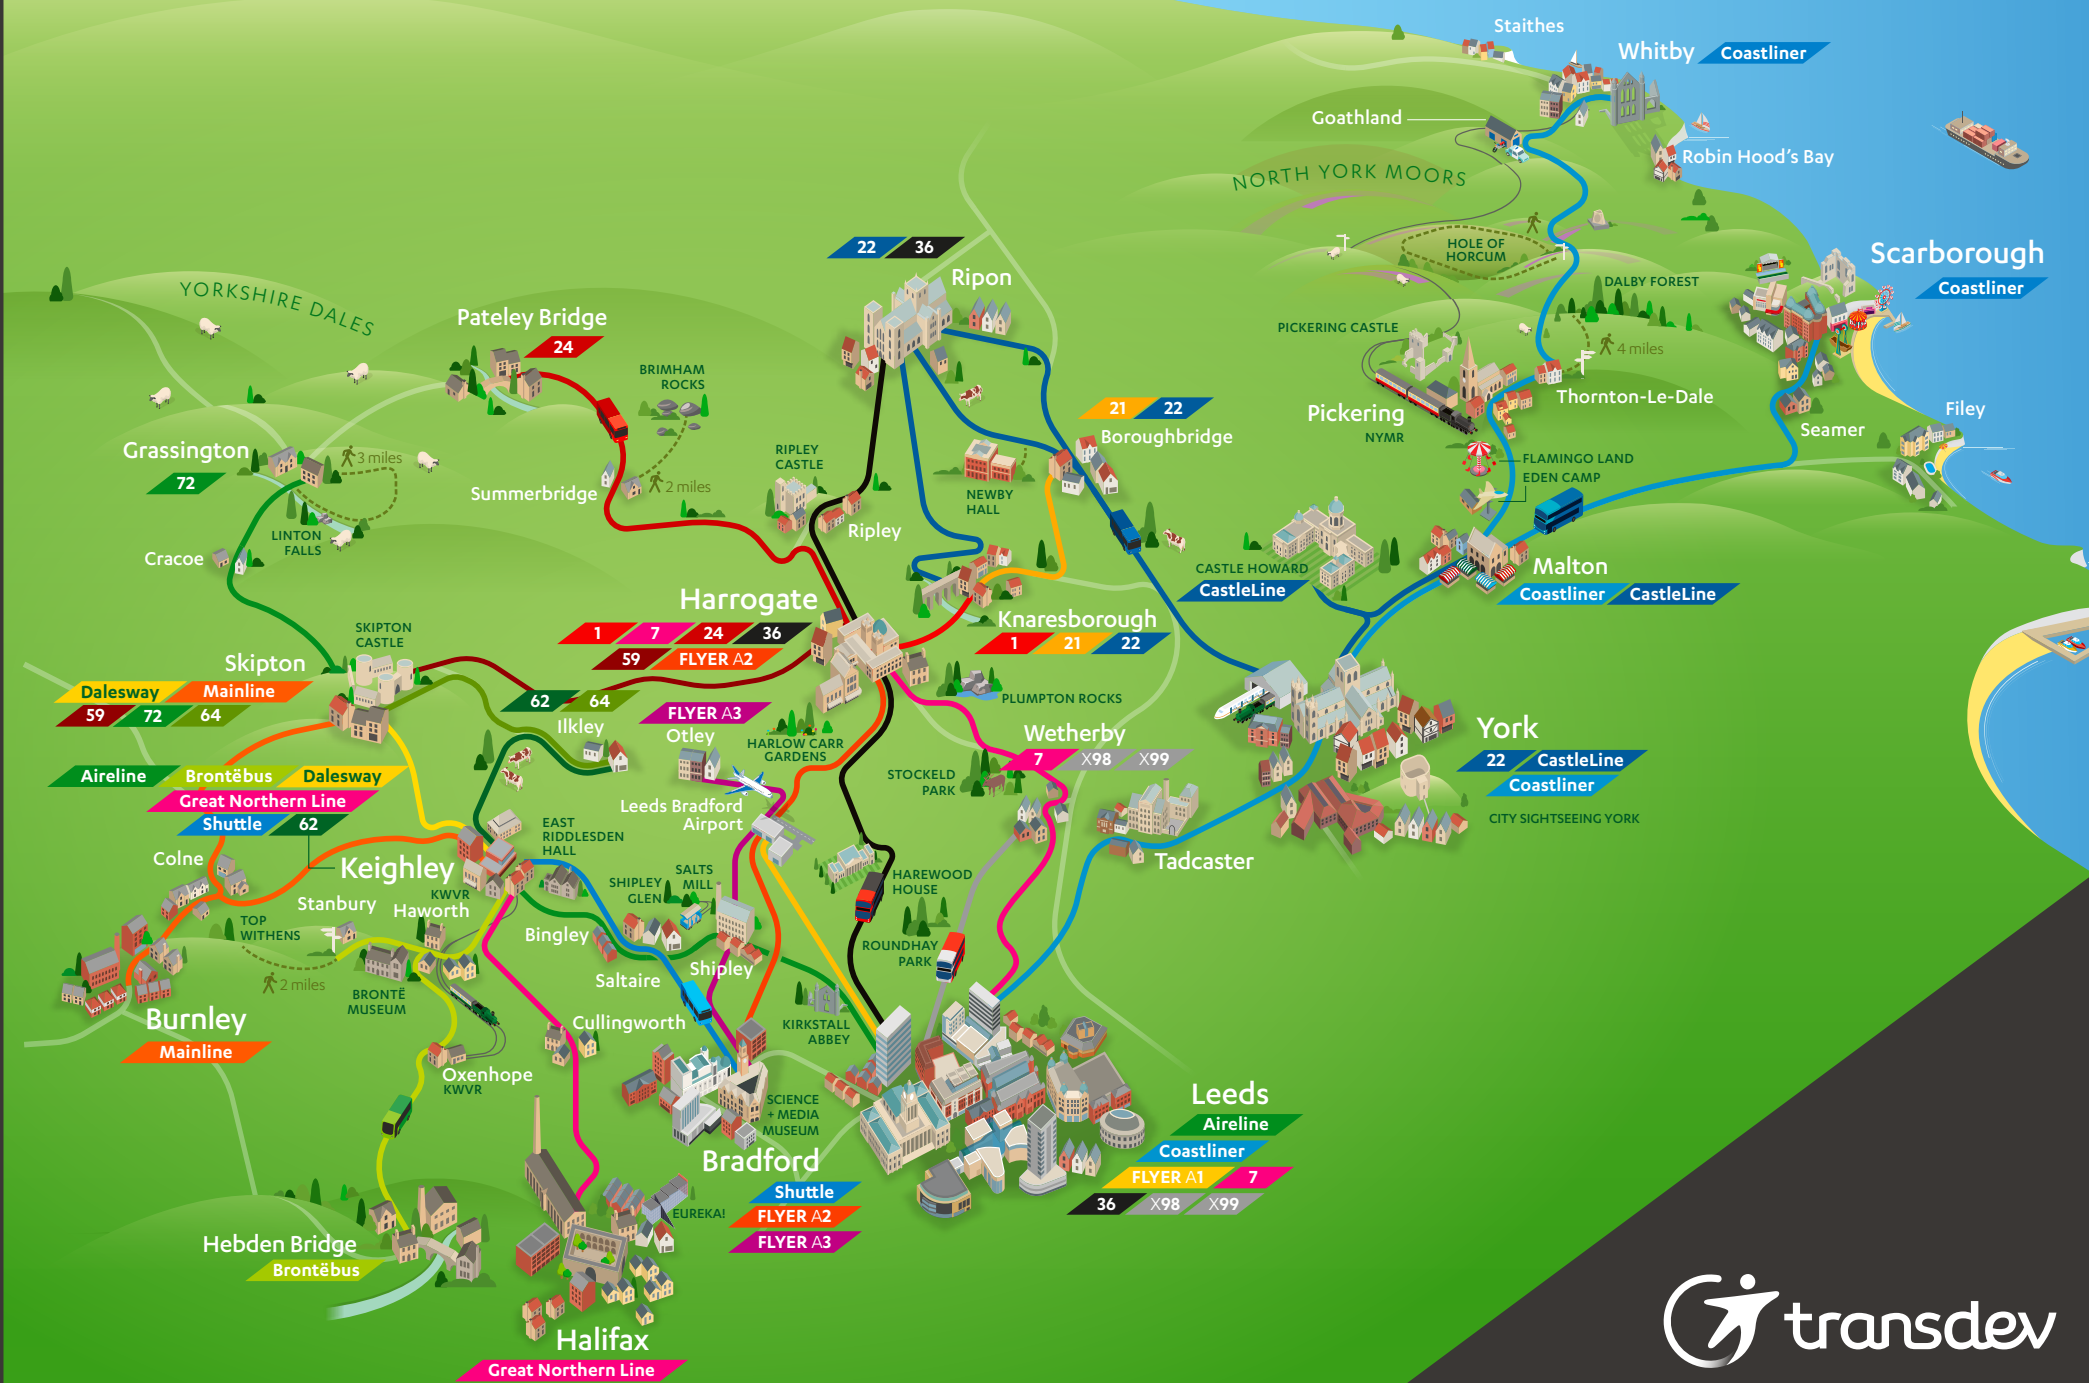 Staithes
Whitby
Coastliner
Goathland
Robin Hood's Bay
NORTH YORK MOORS
HOLE OF
HORCUM
Scarborough
Coastliner
DALBY FOREST
PICKERING CASTLE
4 miles
Thornton-Le-Dale
Pickering
NYMR
Filey
Seamer
FLAMINGO LAND
EDEN CAMP
22
36
Ripon
YORKSHIRE DALES
Pateley Bridge
24
BRIMHAM
ROCKS
21
22
Boroughbridge
Grassington
72
3 miles
Summerbridge
2 miles
RIPLEY
CASTLE
NEWBY
HALL
Ripley
LINTON
FALLS
Cracoe
CASTLE HOWARD
CastleLine
Malton
Coastliner
CastleLine
Harrogate
1
7
24
36
59
FLYER A2
Knaresborough
1
21
22
SKIPTON
CASTLE
Skipton
Dalesway
Mainline
59
72
64
62
64
Ilkley
FLYER A3
Otley
HARLOW CARR
GARDENS
PLUMPTON ROCKS
Wetherby
7
X98
X99
STOCKELD
PARK
York
22
CastleLine
Coastliner
CITY SIGHTSEEING YORK
Aireline
Brontëbus
Dalesway
Great Northern Line
Shuttle
62
Leeds Bradford
Airport
EAST
RIDDLESDEN
HALL
Colne
Keighley
KWVR
Tadcaster
SALTS
MILL
SHIPLEY
GLEN
HAREWOOD
HOUSE
Stanbury
Haworth
TOP
WITHENS
Bingley
ROUNDHAY
PARK
Saltaire
Shipley
2 miles
BRONTË
MUSEUM
Burnley
Mainline
Cullingworth
KIRKSTALL
ABBEY
Oxenhope
KWVR
SCIENCE
+ MEDIA
MUSEUM
Leeds
Aireline
Coastliner
FLYER A1
7
36
X98
X99
Bradford
Shuttle
FLYER A2
FLYER A3
EUREKA!
Hebden Bridge
Brontëbus
Halifax
Great Northern Line
transdev